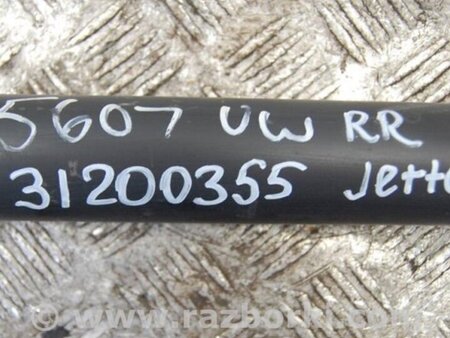 5607 VW RR
31200355 Jetta
© www.razborki.com